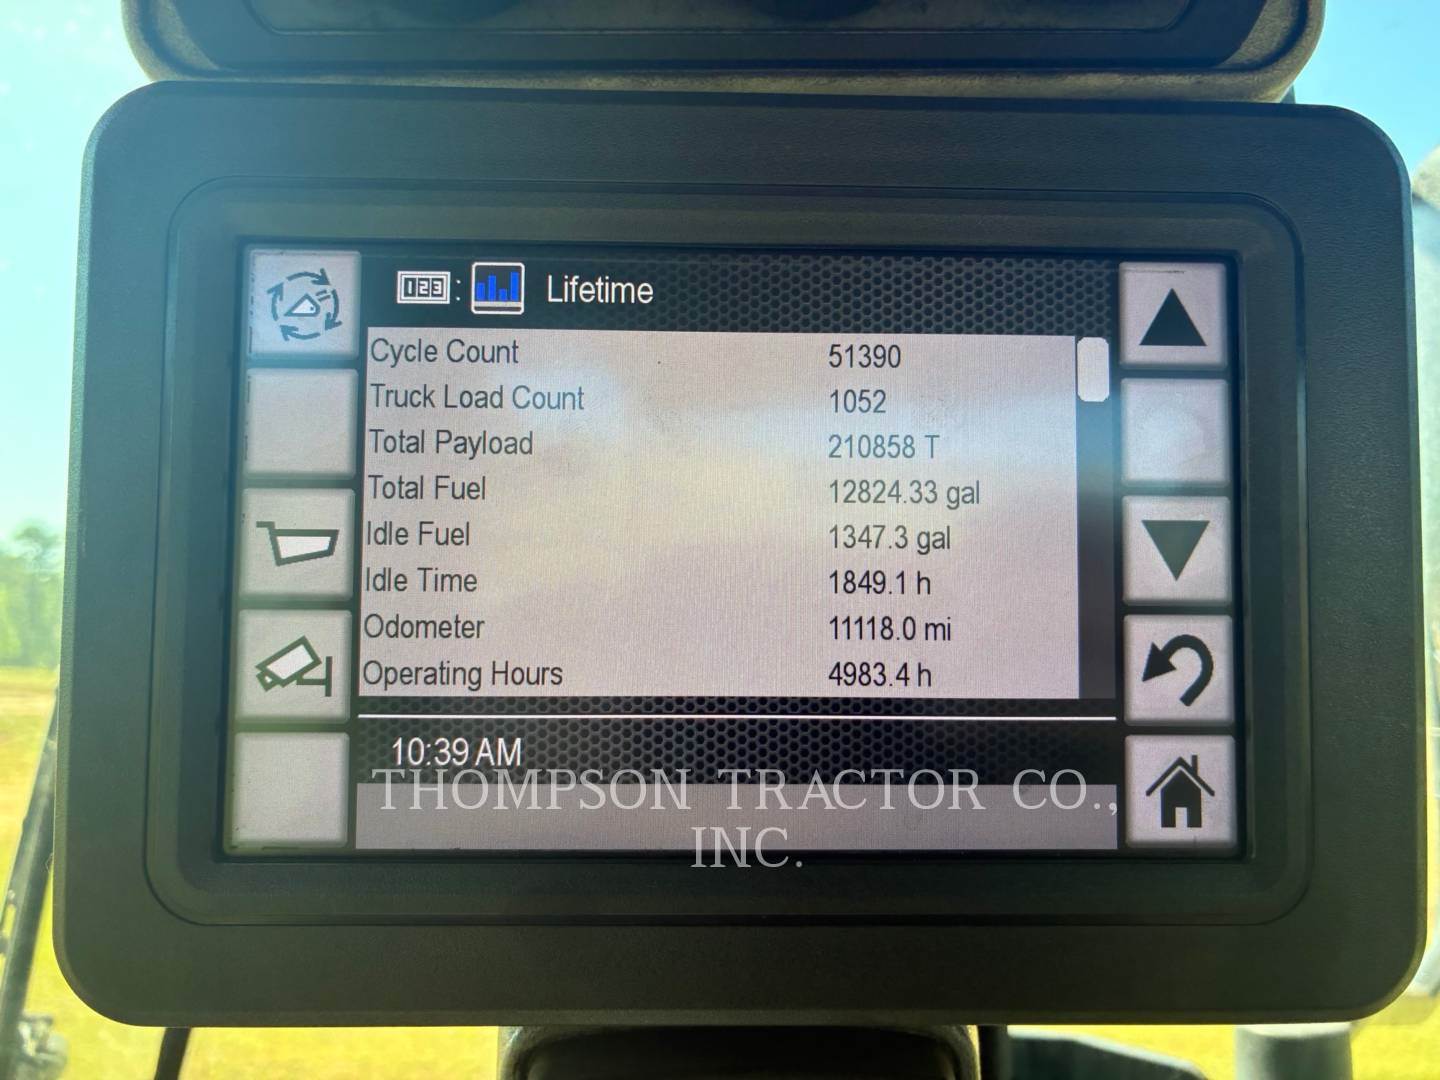 123 : Lifetime
Cycle Count 51390
Truck Load Count 1052
Total Payload 210858 T
Total Fuel 12824.33 gal
Idle Fuel 1347.3 gal
Idle Time 1849.1 h
Odometer 11118.0 mi
Operating Hours 4983.4 h
10:39 AM
THOMPSON TRACTOR CO.,
INC.